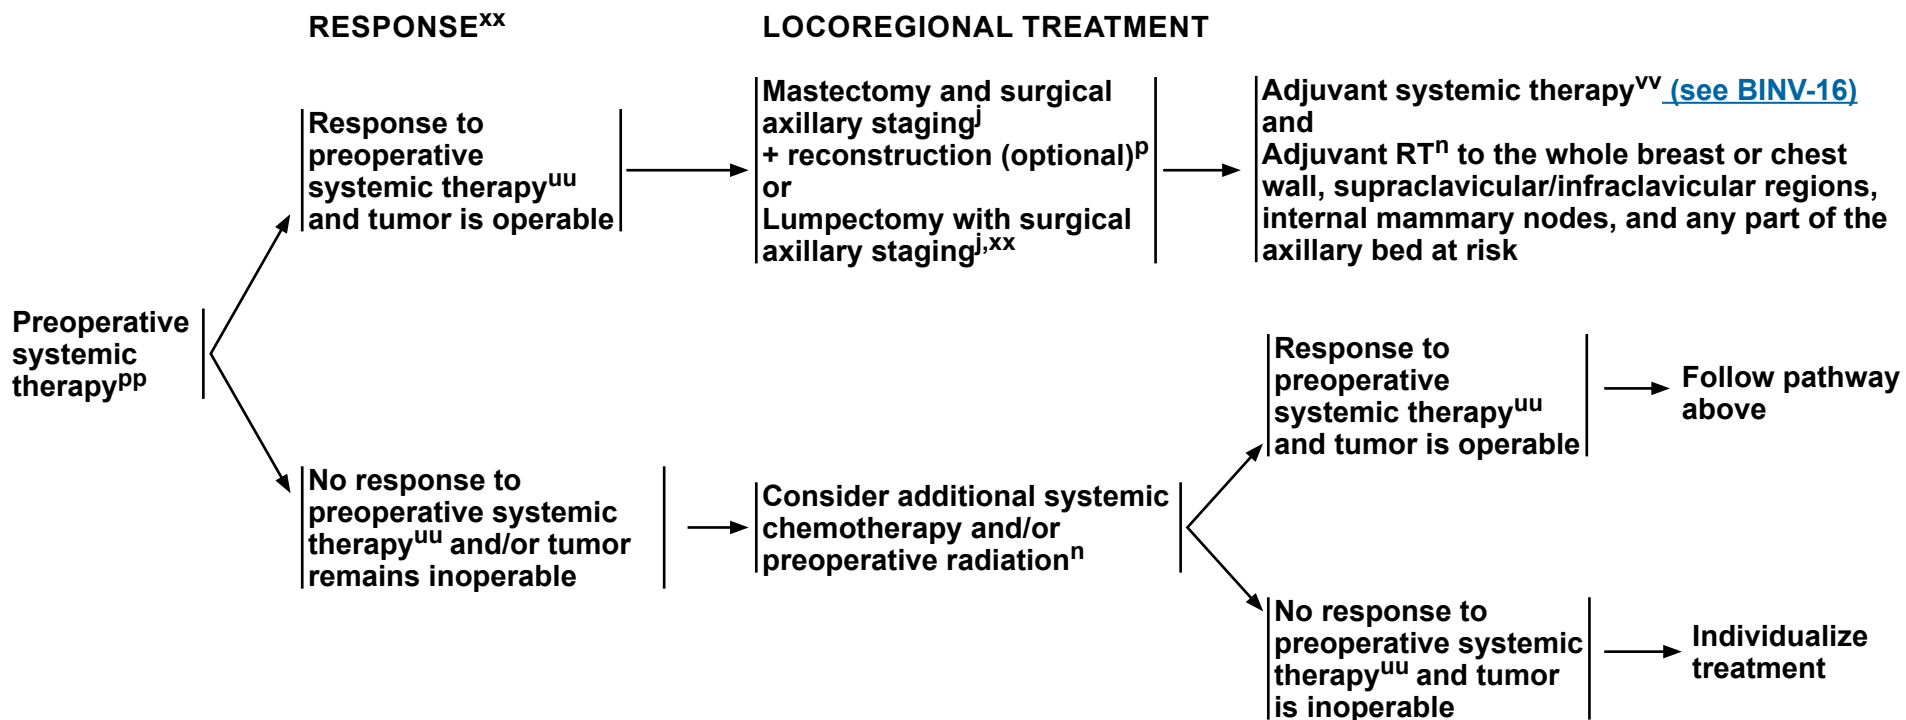 RESPONSExx
LOCOREGIONAL TREATMENT
Preoperative
systemic
therapypp
Response to
preoperative
systemic therapyuu
and tumor is operable
Mastectomy and surgical
axillary stagingj
+ reconstruction (optional)p
or
Lumpectomy with surgical
axillary stagingj,xx
Adjuvant systemic therapyvv (see BINV-16)
and
Adjuvant RTn to the whole breast or chest
wall, supraclavicular/infraclavicular regions,
internal mammary nodes, and any part of the
axillary bed at risk
No response to
preoperative systemic
therapyuu and/or tumor
remains inoperable
Consider additional systemic
chemotherapy and/or
preoperative radiationn
Response to
preoperative
systemic therapyuu
and tumor is operable
Follow pathway
above
No response to
preoperative systemic
therapyuu and tumor
is inoperable
Individualize
treatment